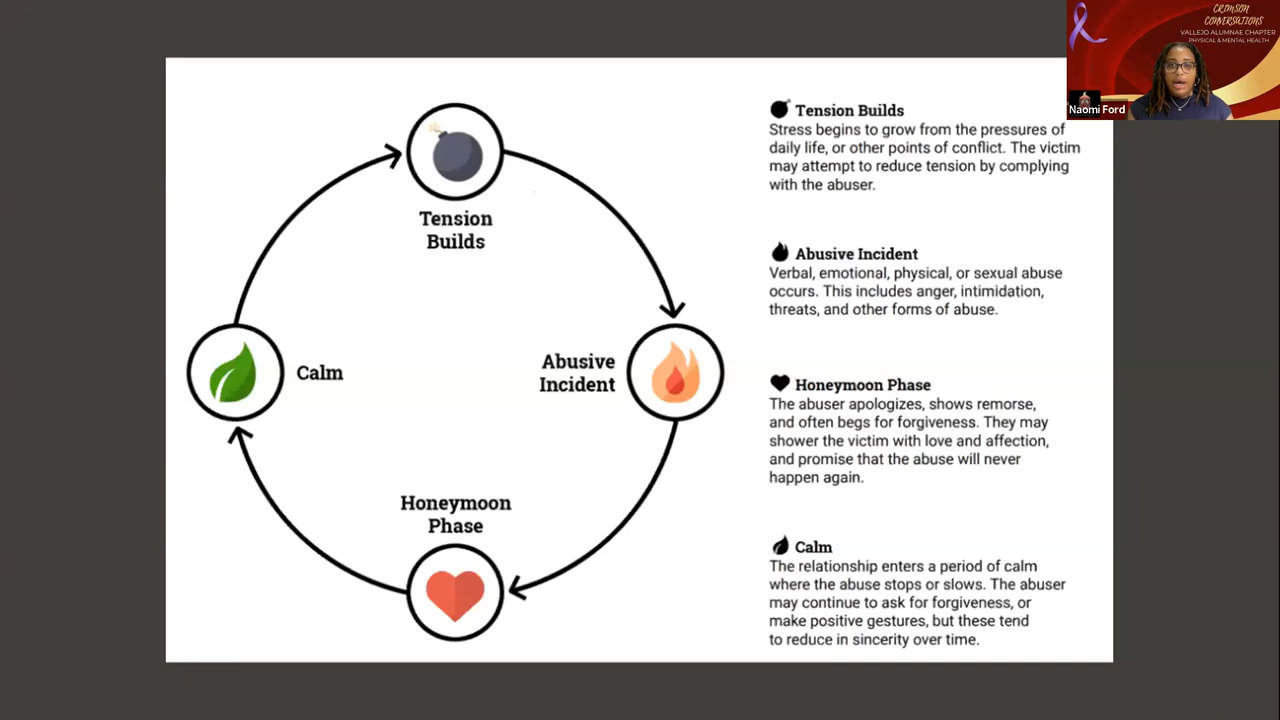 CRIMSON
CONVERSATIONS
VALLEJO ALUMNAE CHAPTER
PHYSICAL & MENTAL HEALTH
Naomi Ford
Tension
Builds
Abusive
Incident
Honeymoon
Phase
Calm
Tension Builds
Stress begins to grow from the pressures of
daily life, or other points of conflict. The victim
may attempt to reduce tension by complying
with the abuser.
Abusive Incident
Verbal, emotional, physical, or sexual abuse
occurs. This includes anger, intimidation,
threats, and other forms of abuse.
Honeymoon Phase
The abuser apologizes, shows remorse,
and often begs for forgiveness. They may
shower the victim with love and affection,
and promise that the abuse will never
happen again.
Calm
The relationship enters a period of calm
where the abuse stops or slows. The abuser
may continue to ask for forgiveness, or
make positive gestures, but these tend
to reduce in sincerity over time.